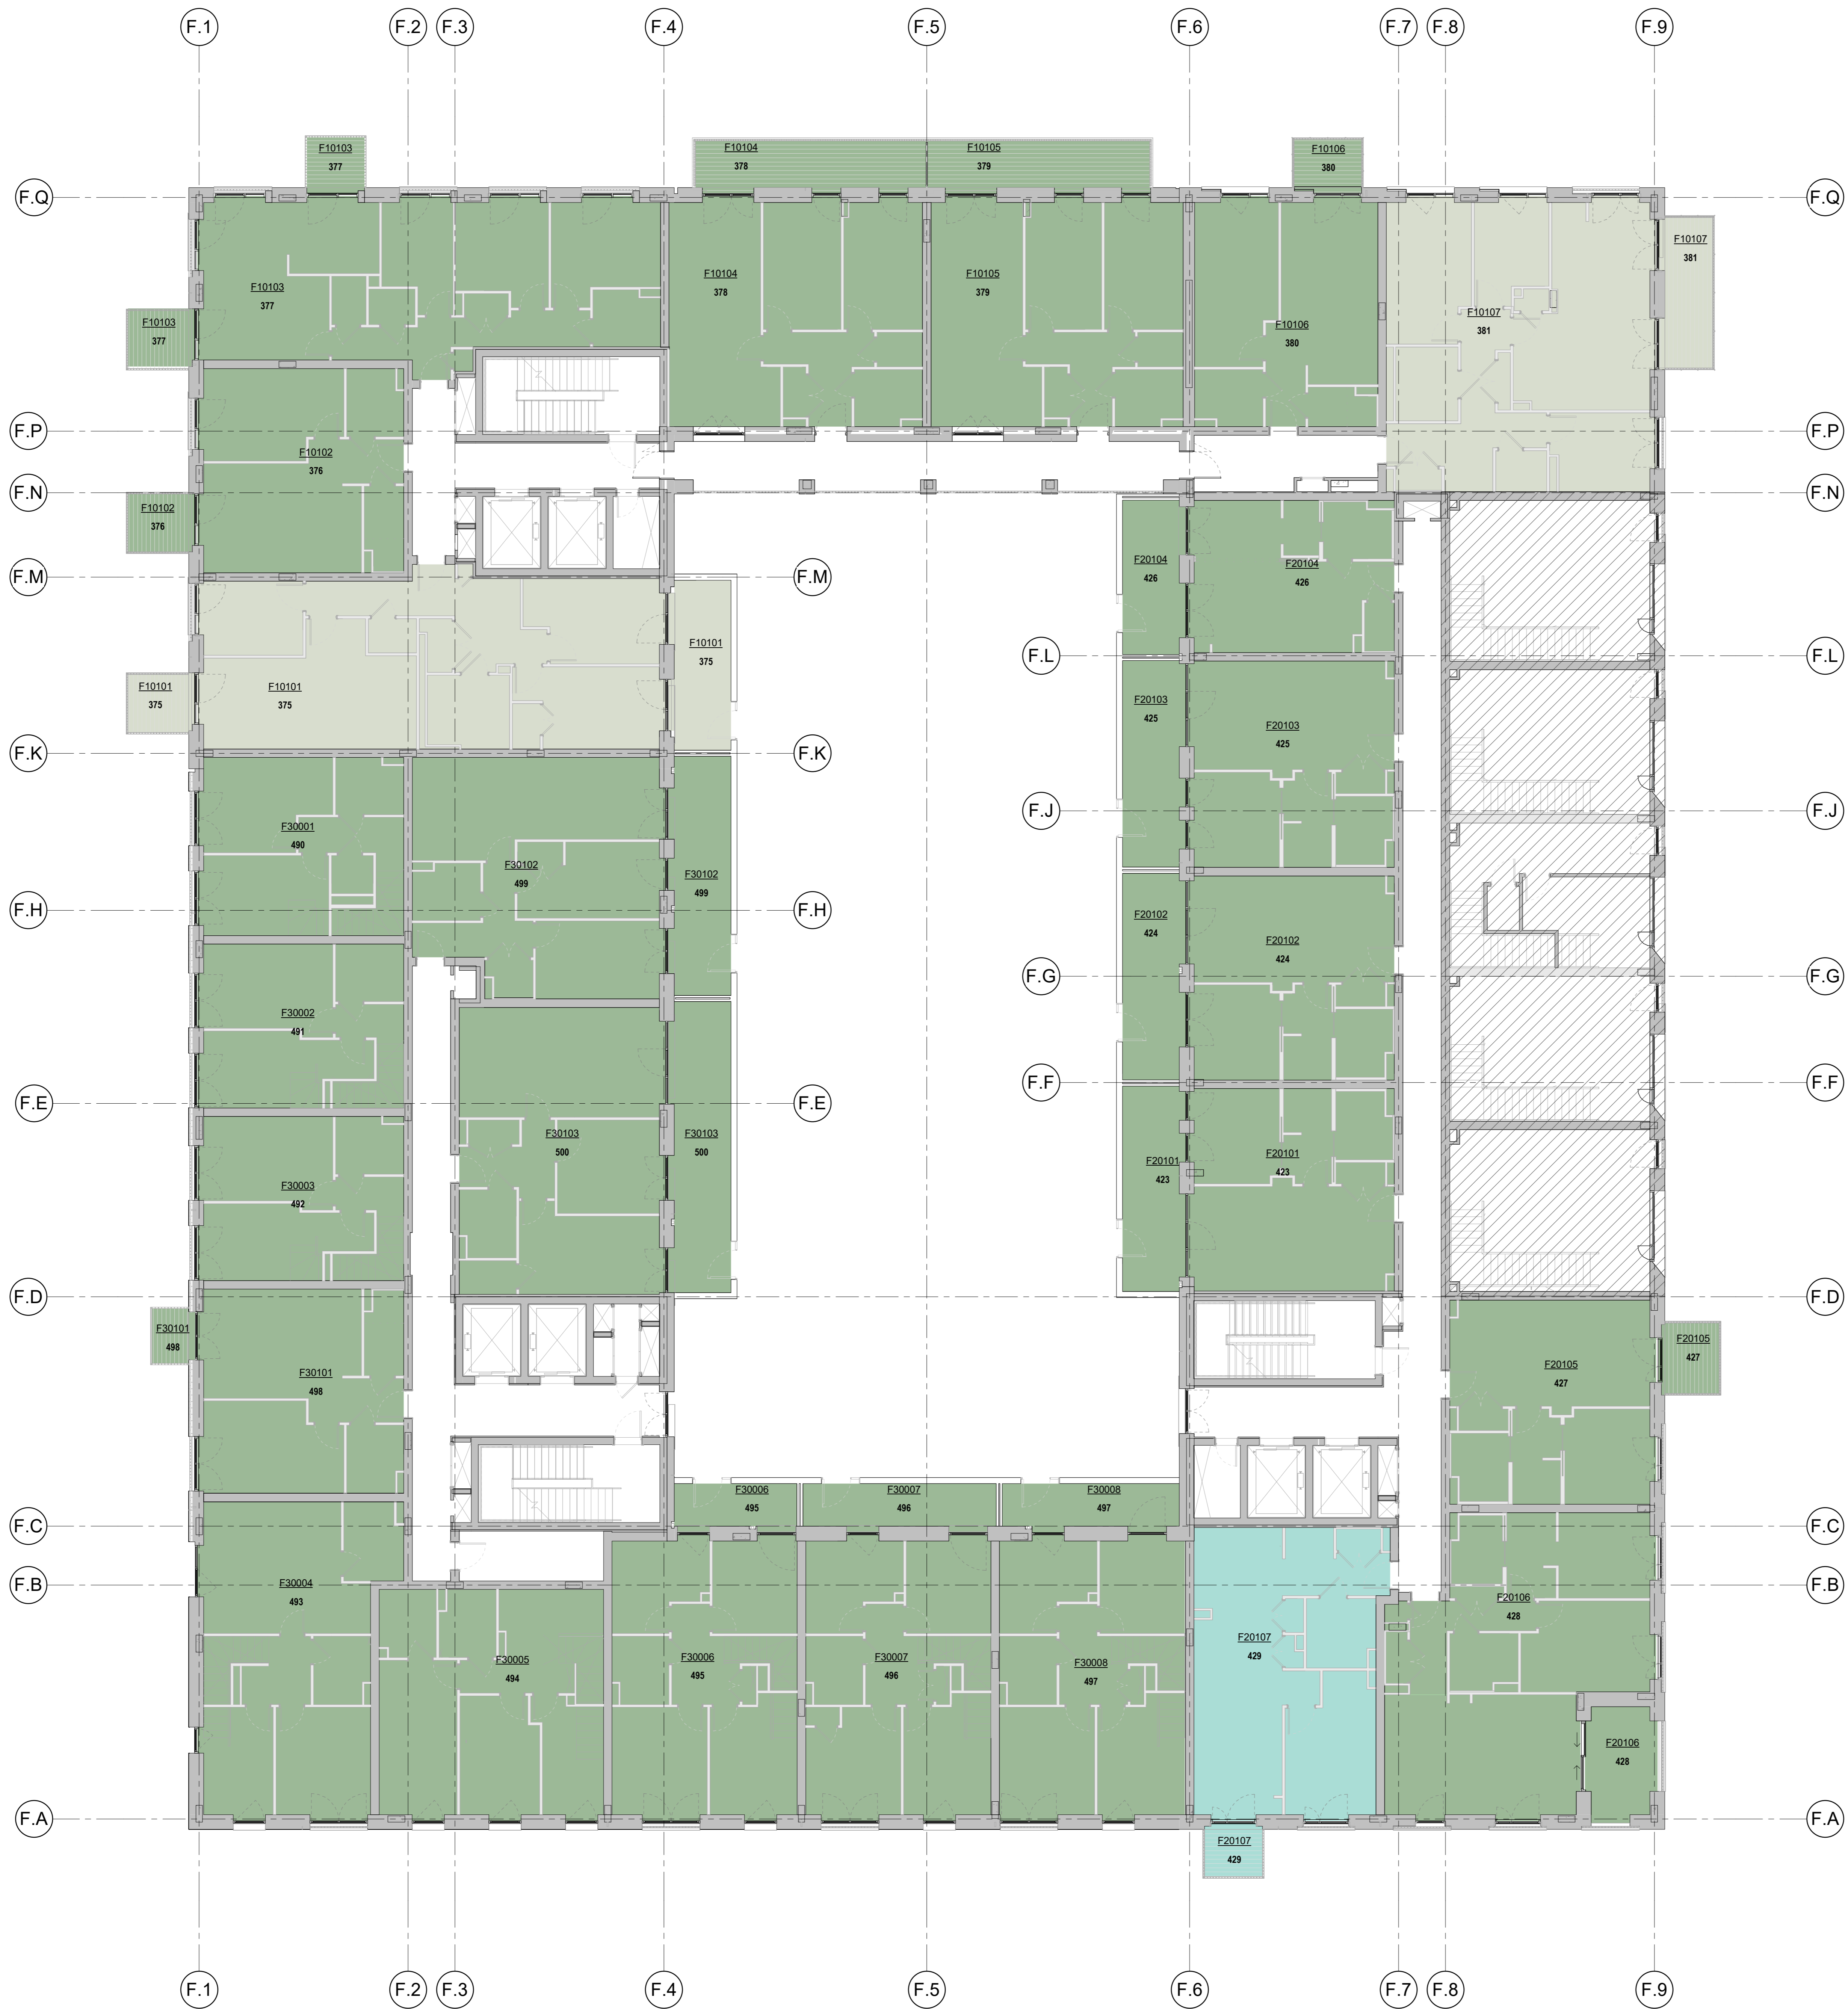 F.1
F.2
F.3
F.4
F.5
F.6
F.7
F.8
F.9
F10103
377
F10104
378
F10105
379
F10106
380
F.Q
F.Q
F10107
381
F10104
378
F10105
379
F10103
377
F10107
381
F10103
377
F10106
380
F.P
F.P
F10102
376
F.N
F.N
F10102
376
F20104
426
F20104
426
F.M
F.M
F10101
375
F.L
F.L
F10101
375
F10101
375
F20103
425
F20103
425
F.K
F.K
F.J
F.J
F30001
490
F30102
499
F30102
499
F.H
F.H
F20102
424
F20102
424
F.G
F.G
F30002
491
F.F
F.F
F.E
F.E
F30103
500
F30103
500
F20101
423
F20101
423
F30003
492
F.D
F.D
F30101
498
F20105
427
F20105
427
F30101
498
F30006
495
F30007
496
F30008
497
F.C
F.C
F.B
F.B
F30004
493
F20106
428
F20107
429
F30005
494
F30006
495
F30007
496
F30008
497
F20106
428
F.A
F.A
F20107
429
F.1
F.2
F.3
F.4
F.5
F.6
F.7
F.8
F.9